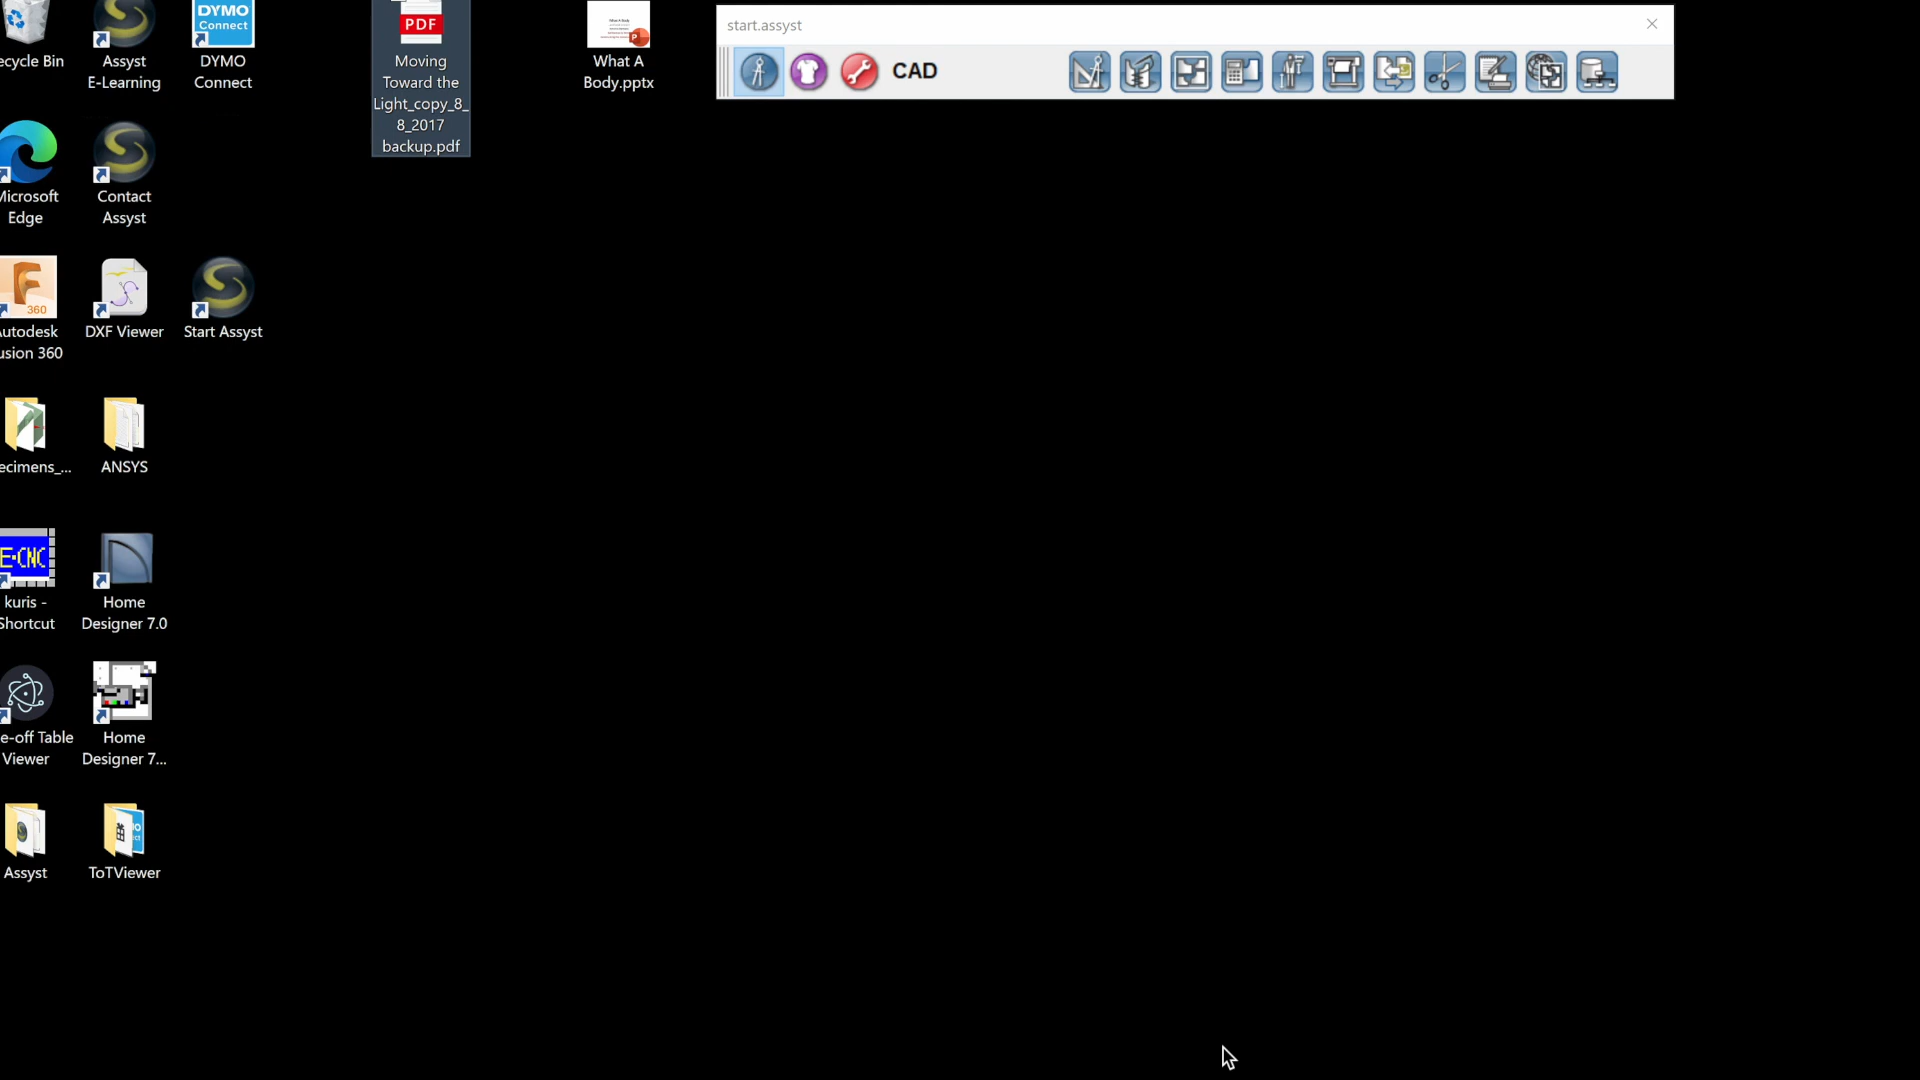 ecycle Bin
Assyst
E-Learning
DYMO
Connect
DYMO
Connect
PDF
Moving
Toward the
Light_copy_8_
8_2017
backup.pdf
What A
Body.pptx
start.assyst
CAD
Microsoft
Edge
Contact
Assyst
360
Autodesk
usion 360
DXF Viewer
Start Assyst
ecimens_...
ANSYS
E-CNC
kuris -
Shortcut
Home
Designer 7.0
e-off Table
Viewer
Home
Designer 7...
Assyst
ToTViewer